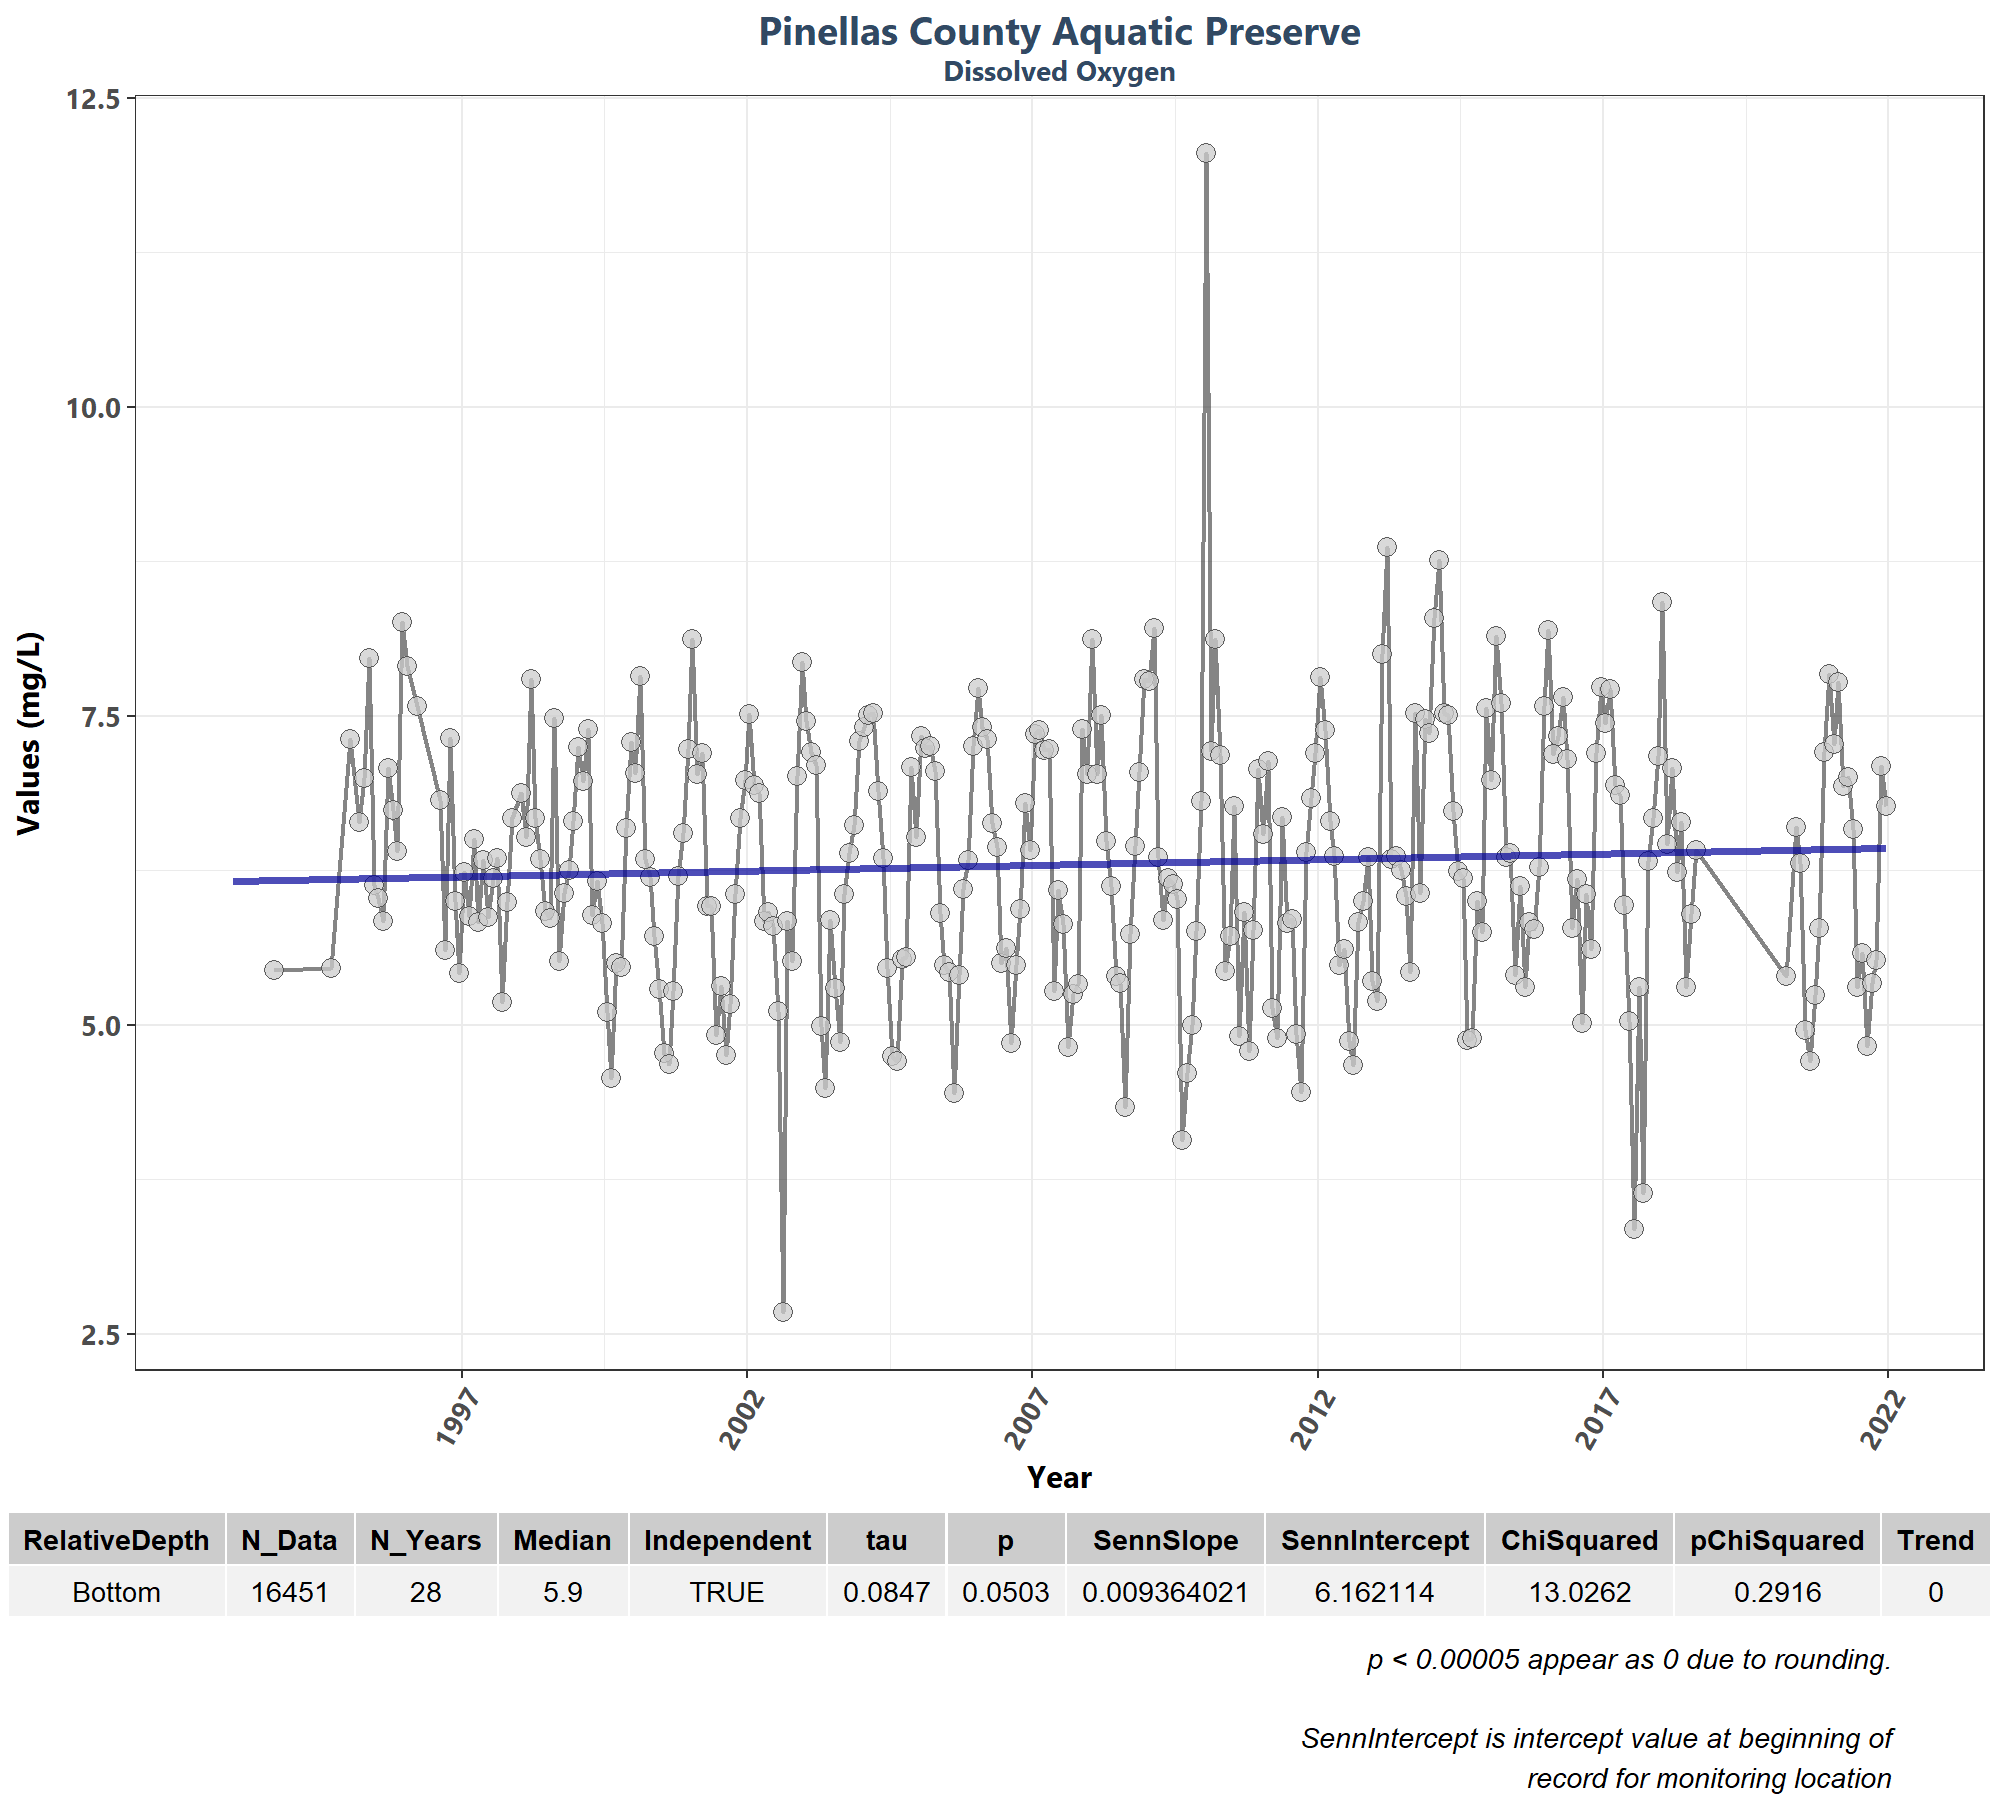 Pinellas County Aquatic Preserve
Dissolved Oxygen
12.5
10.0
7.5
5.0
2.5
Values (mg/L)
1997
2002
2007
2012
2017
2022
Year
RelativeDepth N_Data N_Years Median Independent tau p SennSlope SennIntercept ChiSquared pChiSquared Trend
Bottom 16451 28 5.9 TRUE 0.0847 0.0503 0.009364021 6.162114 13.0262 0.2916 0
p < 0.00005 appear as 0 due to rounding.
SennIntercept is intercept value at beginning of
record for monitoring location